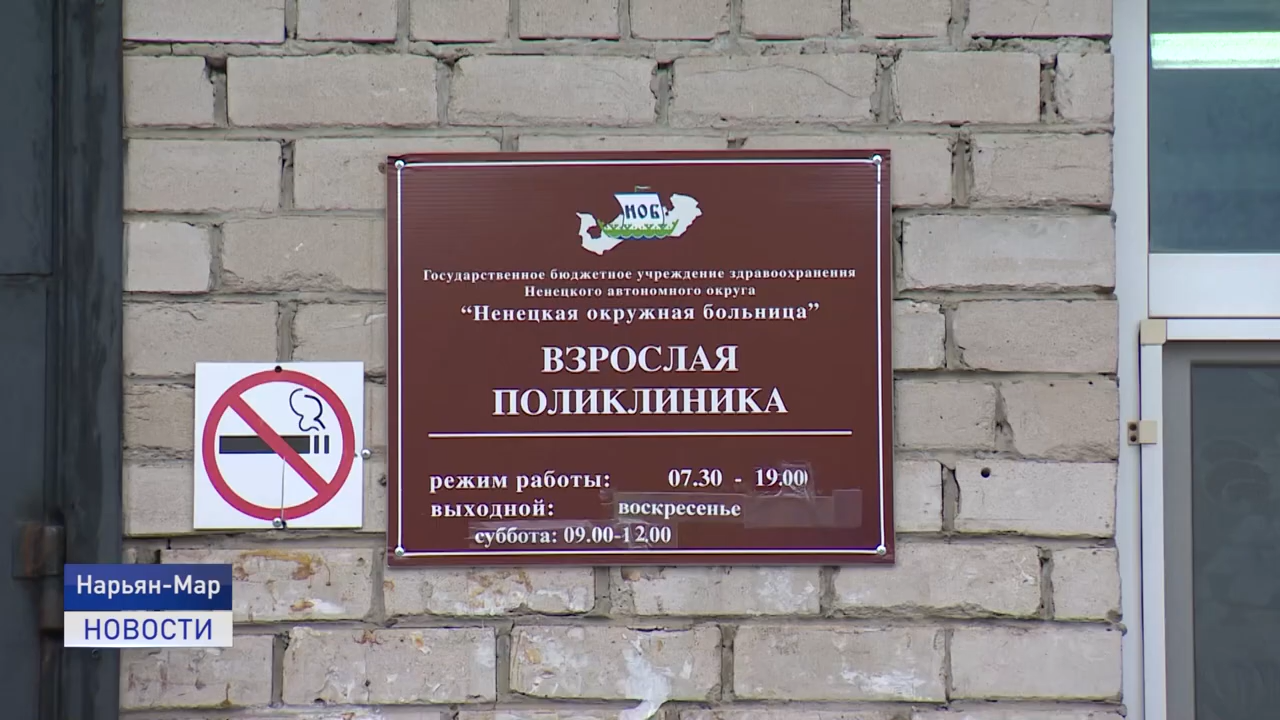 НОБ
Государственное бюджетное учреждение здравоохранения
Ненецкого автономного округа
“Ненецкая окружная больница”
ВЗРОСЛАЯ
ПОЛИКЛИНИКА
режим работы: 07.30 - 19.00
выходной: воскресенье
суббота: 09.00-12.00
Нарьян-Мар
НОВОСТИ